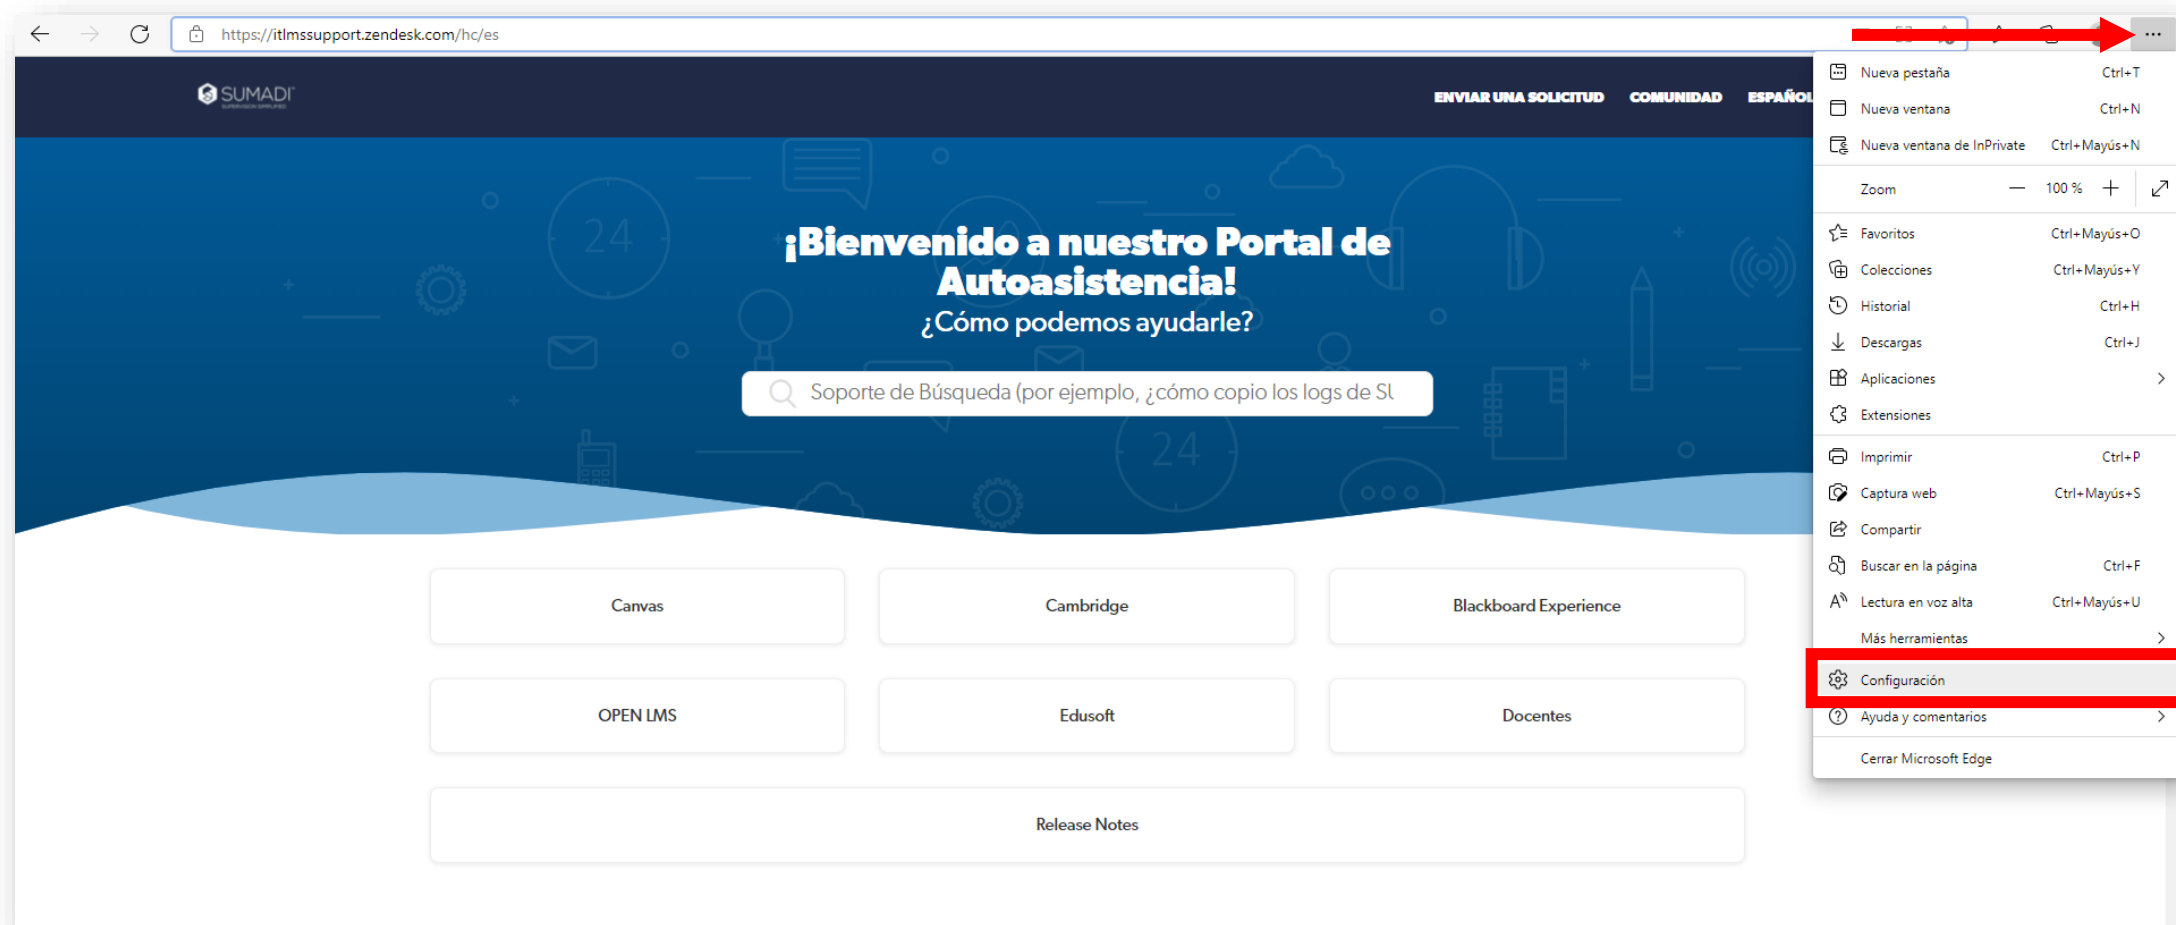 https://itlmssupport.zendesk.com/hc/es
SUMADI
ENVIAR UNA SOLICITUD
COMUNIDAD
ESPAÑOL
24
¡Bienvenido a nuestro Portal de
Autoasistencia!
¿Cómo podemos ayudarle?
Soporte de Búsqueda (por ejemplo, ¿cómo copio los logs de SU
24
Canvas
Cambridge
Blackboard Experience
OPEN LMS
Edusoft
Docentes
Release Notes
Nueva pestaña Ctrl+T
Nueva ventana Ctrl+N
Nueva ventana de InPrivate Ctrl+Mayús+N
Zoom — 100 % +
Favoritos Ctrl+Mayús+O
Colecciones Ctrl+Mayús+Y
Historial Ctrl+H
Descargas Ctrl+J
Aplicaciones
Extensiones
Imprimir Ctrl+P
Captura web Ctrl+Mayús+S
Compartir
Buscar en la página Ctrl+F
Lectura en voz alta Ctrl+Mayús+U
Más herramientas
Configuración
Ayuda y comentarios
Cerrar Microsoft Edge